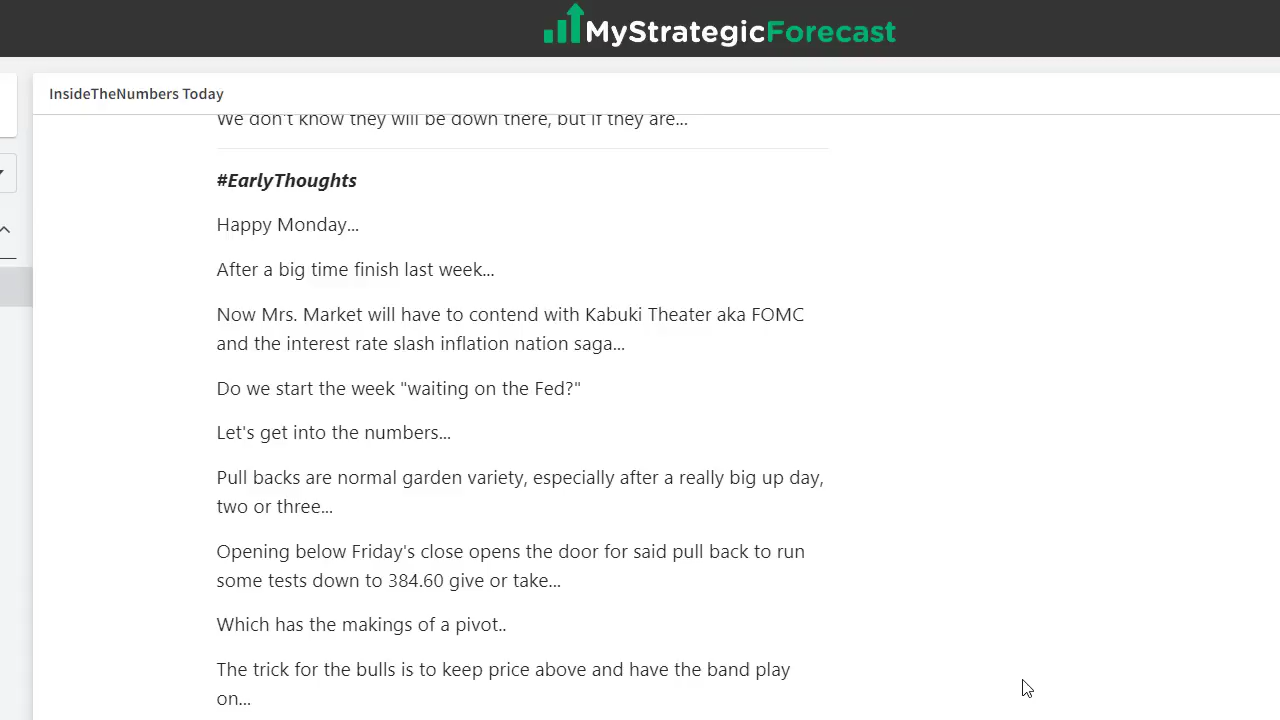 MyStrategicForecast
InsideTheNumbers Today
We don't know they will be down there, but if they are...
#EarlyThoughts
Happy Monday...
After a big time finish last week...
Now Mrs. Market will have to contend with Kabuki Theater aka FOMC
and the interest rate slash inflation nation saga...
Do we start the week "waiting on the Fed?"
Let's get into the numbers...
Pull backs are normal garden variety, especially after a really big up day,
two or three...
Opening below Friday's close opens the door for said pull back to run
some tests down to 384.60 give or take...
Which has the makings of a pivot..
The trick for the bulls is to keep price above and have the band play
on...